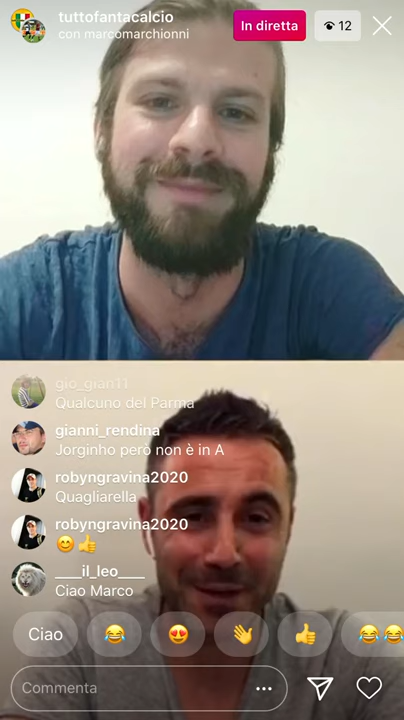 tuttofantacalcio
con marcomarchionni
In diretta
12
gio_gian11
Qualcuno del Parma
gianni_rendina
Jorginho però non è in A
robyngravina2020
Quagliarella
robyngravina2020
😊👍
____il_leo____
Ciao Marco
Ciao 😂 😍 👋 👍 😂😂
Commenta